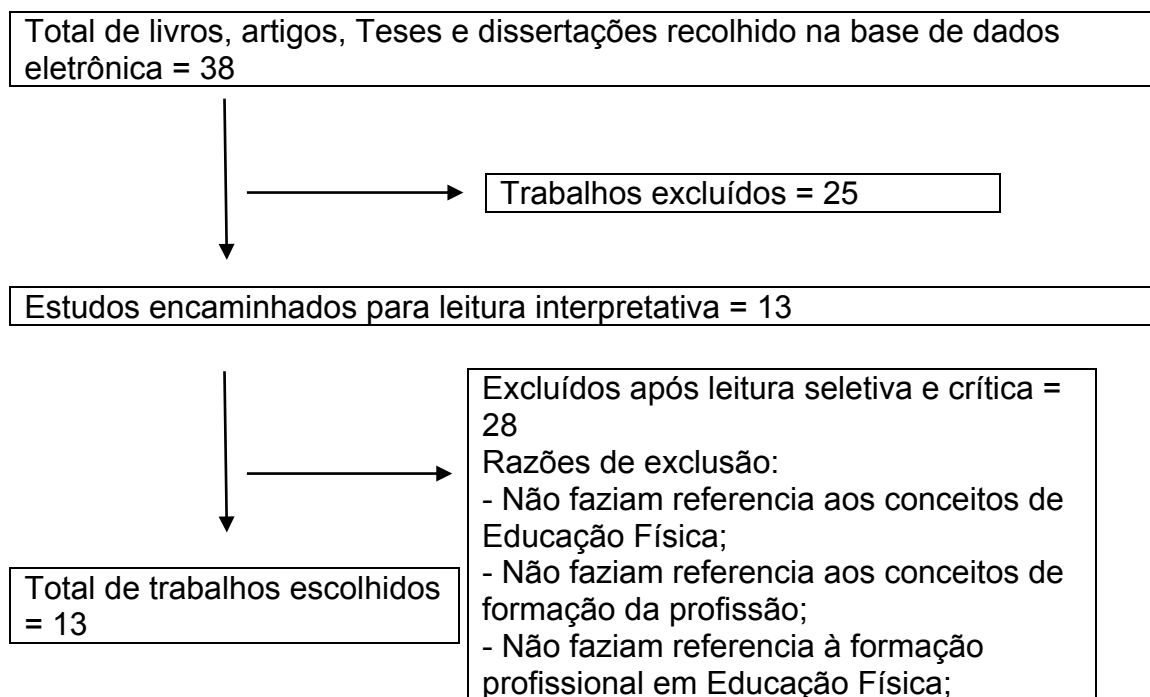 Total de livros, artigos, Teses e dissertações recolhido na base de dados
eletrônica = 38
Trabalhos excluídos = 25
Estudos encaminhados para leitura interpretativa = 13
Excluídos após leitura seletiva e crítica =
28
Razões de exclusão:
- Não faziam referencia aos conceitos de
Educação Física;
- Não faziam referencia aos conceitos de
formação da profissão;
- Não faziam referencia à formação
profissional em Educação Física;
Total de trabalhos escolhidos
= 13